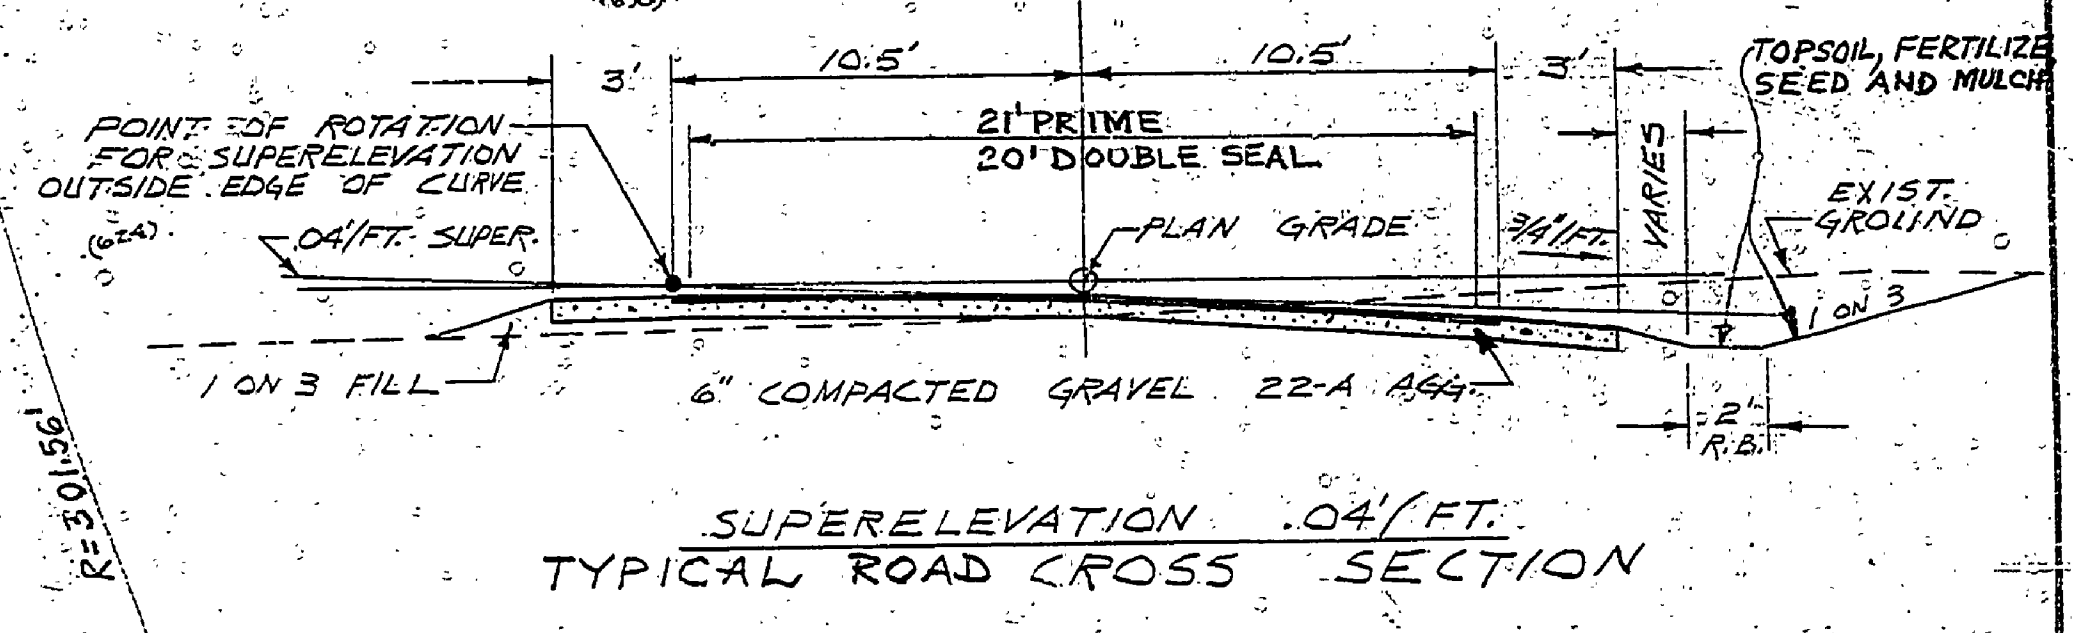 (630)
3' 10.5' 10.5' 3'
TOPSOIL, FERTILIZE
SEED AND MULCH
POINT OF ROTATION
FOR SUPERELEVATION
OUTSIDE EDGE OF CURVE
21' PRIME
20' DOUBLE SEAL
VARIES
EXIST.
GROUND
(624)
.04'/FT. SUPER.
PLAN GRADE
3/4"/FT.
1 ON 3
1 ON 3 FILL
6" COMPACTED GRAVEL 22-A AGG.
2'
R.B.
R=301.56'
SUPERELEVATION .04'/FT.
TYPICAL ROAD CROSS SECTION